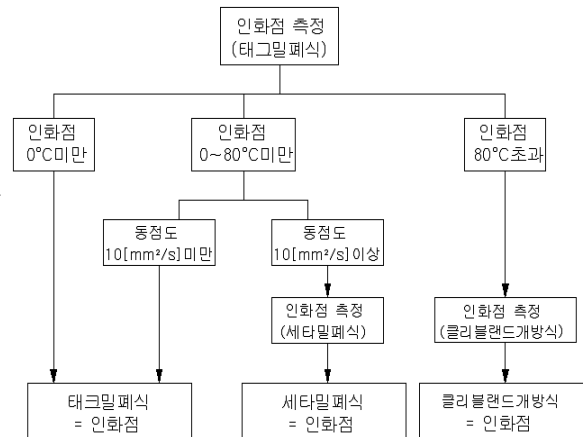 인화점 측정
(태그밀폐식)
인화점
0°C미만
인화점
0~80°C미만
인화점
80°C초과
동점도
10[mm²/s]미만
동점도
10[mm²/s]이상
인화점 측정
(세타밀폐식)
인화점 측정
(클리블랜드개방식)
태크밀폐식
= 인화점
세타밀폐식
= 인화점
클리블랜드개방식
= 인화점